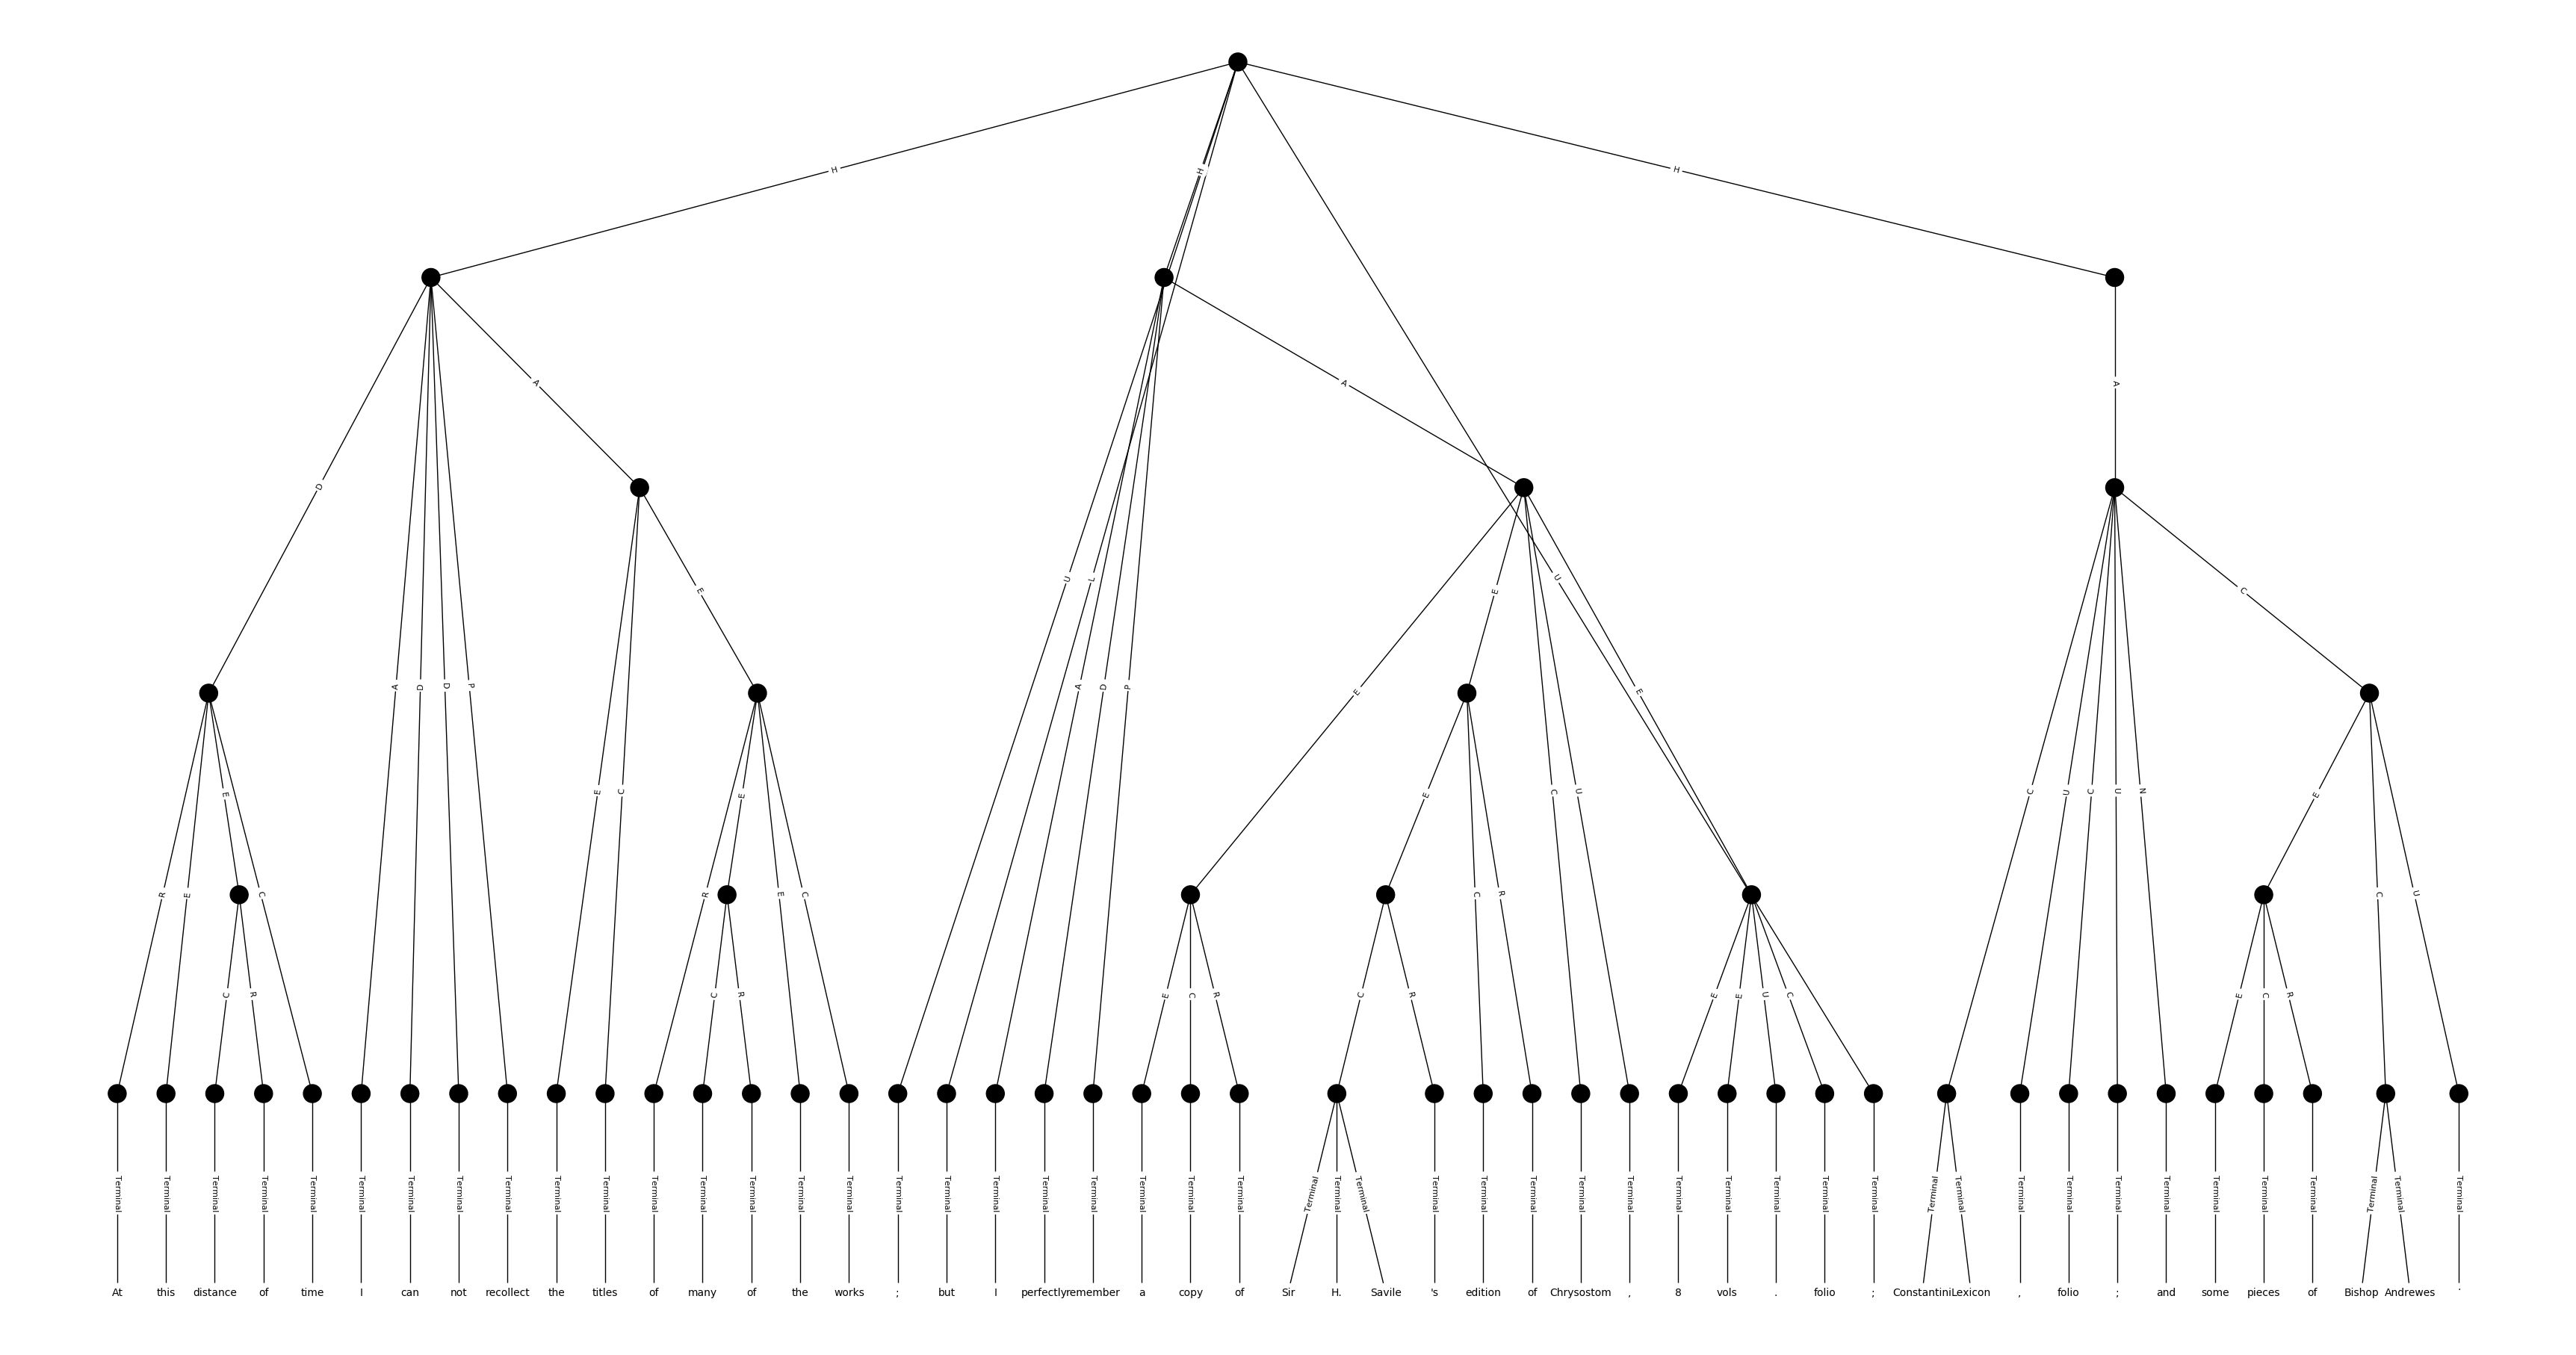 H H H
D A A A
A D D P E U L A D P E E U E C
R E E C E C R E E C E C R C U C U C U N E C U
C R C R E C R C R E E U C E C R
Terminal Terminal Terminal Terminal Terminal Terminal Terminal Terminal Terminal Terminal Terminal Terminal Terminal Terminal Terminal Terminal Terminal Terminal Terminal Terminal Terminal Terminal Terminal Terminal Terminal Terminal Terminal Terminal Terminal Terminal Terminal Terminal Terminal Terminal Terminal Terminal Terminal Terminal Terminal Terminal Terminal Terminal Terminal Terminal Terminal Terminal Terminal Terminal Terminal Terminal
At this distance of time I can not recollect the titles of many of the works ; but I perfectly remember a copy of Sir H. Savile 's edition of Chrysostom , 8 vols . folio ; Constantini Lexicon , folio ; and some pieces of Bishop Andrewes .